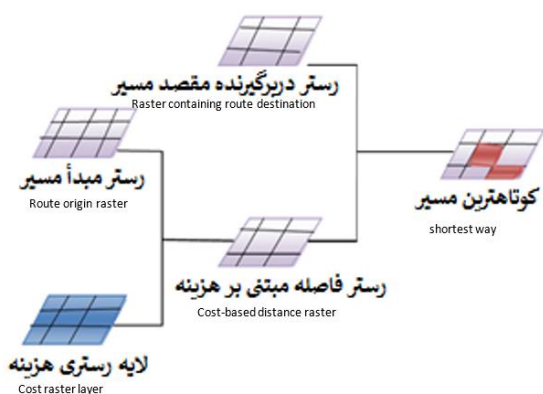 رستر دربرگیرنده مقصد مسیر
Raster containing route destination
رستر مبدأ مسیر
Route origin raster
کوتاهترین مسیر
shortest way
رستر فاصله مبتنی بر هزینه
Cost-based distance raster
لایه رستری هزینه
Cost raster layer